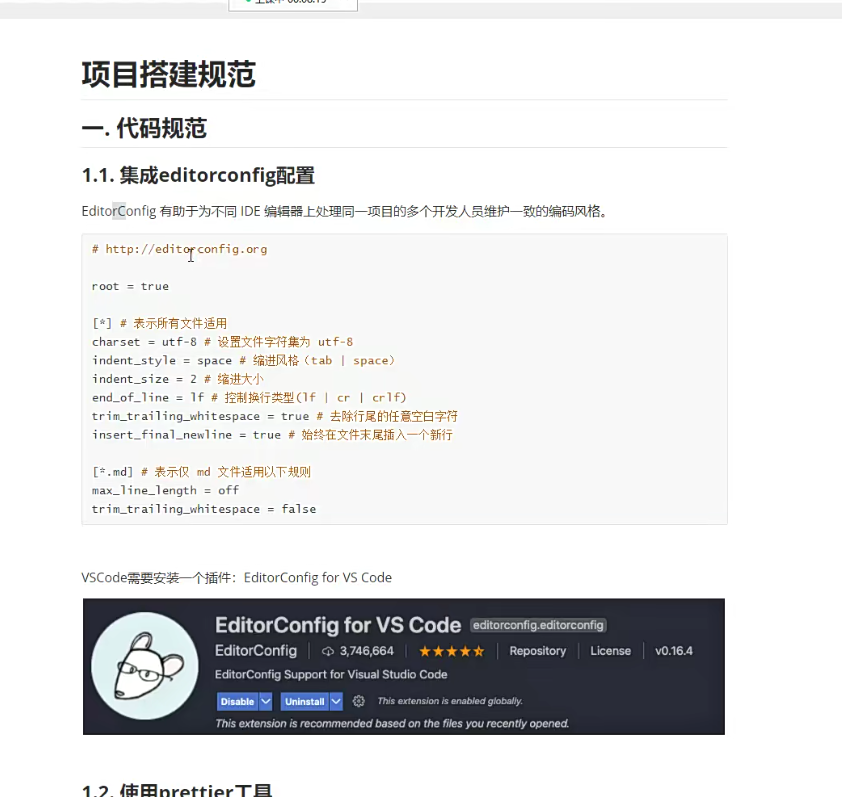 项目搭建规范
一. 代码规范
1.1. 集成editorconfig配置
EditorConfig 有助于为不同 IDE 编辑器上处理同一项目的多个开发人员维护一致的编码风格。
# http://editorconfig.org
root = true
[*] # 表示所有文件适用
charset = utf-8 # 设置文件字符集为 utf-8
indent_style = space # 缩进风格（tab | space）
indent_size = 2 # 缩进大小
end_of_line = lf # 控制换行类型(lf | cr | crlf)
trim_trailing_whitespace = true # 去除行尾的任意空白字符
insert_final_newline = true # 始终在文件末尾插入一个新行
[*.md] # 表示仅 md 文件适用以下规则
max_line_length = off
trim_trailing_whitespace = false
VSCode需要安装一个插件：EditorConfig for VS Code
EditorConfig for VS Code editorconfig.editorconfig
EditorConfig 3,746,664 Repository License v0.16.4
EditorConfig Support for Visual Studio Code
Disable Uninstall This extension is enabled globally.
This extension is recommended based on the files you recently opened.
1.2. 使用prettier工具